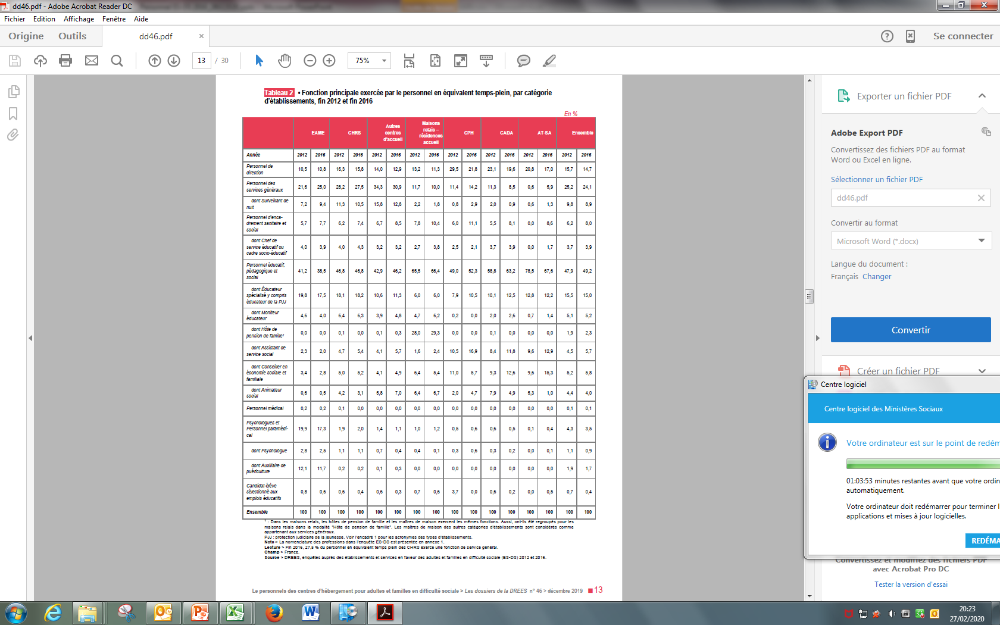 dd46.pdf - Adobe Acrobat Reader DC
Fichier Edition Affichage Fenêtre Aide
Origine Outils dd46.pdf × Se connecter
13 / 30 75%
Tableau 2 • Fonction principale exercée par le personnel en équivalent temps-plein, par catégorie
d'établissements, fin 2012 et fin 2016
En %
EAME CHRS Autres centres d'accueil Maisons relais – résidences accueil CPH CADA AT-SA Ensemble
Année 2012 2016 2012 2016 2012 2016 2012 2016 2012 2016 2012 2016 2012 2016 2012 2016
Personnel de direction 10,5 10,8 16,3 15,8 14,0 12,9 13,2 11,3 29,5 21,8 23,1 19,6 20,8 17,0 15,7 14,7
Personnel des services généraux 21,6 25,0 28,2 27,5 34,3 30,9 11,7 10,0 11,4 14,2 11,3 8,5 0,6 5,9 25,2 24,1
dont Surveillant de nuit 7,2 9,4 11,3 10,5 15,8 12,8 2,2 1,8 0,8 2,9 2,0 0,9 0,6 1,3 9,8 8,9
Personnel d'enca-drement sanitaire et social 5,7 7,7 6,2 7,4 6,7 8,5 7,8 10,4 6,0 11,1 5,5 8,1 0,0 8,6 6,2 8,0
dont Chef de service éducatif ou cadre socio-éducatif 4,0 3,9 4,0 4,3 3,2 3,2 2,7 3,8 2,5 2,1 3,7 3,9 0,0 1,7 3,7 3,9
Personnel éducatif, pédagogique et social 41,2 38,5 46,8 46,8 42,9 46,2 65,5 66,4 49,0 52,3 58,8 63,2 78,5 67,6 47,9 49,2
dont Éducateur spécialisé y compris éducateur de la PJJ 19,8 17,5 18,1 18,2 10,6 11,3 6,0 6,0 7,9 10,5 10,1 12,5 12,8 12,2 15,5 15,0
dont Moniteur éducateur 4,6 4,0 6,4 6,3 3,9 4,8 4,7 6,2 0,2 0,0 2,0 2,6 0,7 1,4 5,1 5,2
dont Hôte de pension de famille¹ 0,0 0,0 0,1 0,0 0,1 0,3 28,0 29,3 0,0 0,0 0,1 0,0 0,0 0,0 1,9 2,3
dont Assistant de service social 2,3 2,0 4,7 5,4 4,1 5,7 1,6 2,4 10,5 16,9 8,4 11,8 9,6 12,9 4,5 5,7
dont Conseiller en économie sociale et familiale 3,4 2,8 5,0 5,2 4,1 4,9 6,4 5,4 11,0 5,7 9,3 12,6 9,6 15,3 5,2 5,8
dont Animateur social 0,6 0,5 4,2 3,1 5,8 7,0 6,4 6,7 2,0 4,7 7,9 4,9 5,3 1,0 4,4 4,0
Personnel médical 0,2 0,2 0,1 0,0 0,0 0,0 0,0 0,0 0,0 0,0 0,0 0,0 0,0 0,0 0,1 0,1
Psychologues et Personnel paramédi-cal 19,9 17,3 1,9 2,0 1,4 1,1 1,0 1,2 0,5 0,6 0,6 0,5 0,1 0,4 4,3 3,5
dont Psychologue 2,8 2,5 1,1 1,1 0,7 0,4 0,4 0,1 0,3 0,6 0,3 0,2 0,0 0,1 1,1 0,9
dont Auxiliaire de puériculture 12,1 11,7 0,2 0,2 0,1 0,3 0,0 0,0 0,0 0,0 0,0 0,0 0,0 0,0 1,9 1,7
Candidat-élève sélectionné aux emplois éducatifs 0,8 0,6 0,6 0,4 0,6 0,3 0,7 0,6 3,7 0,0 0,6 0,2 0,0 0,5 0,7 0,4
Ensemble 100 100 100 100 100 100 100 100 100 100 100 100 100 100 100 100
¹ : Dans les maisons relais, les hôtes de pension de famille et les maîtres de maison exercent les mêmes fonctions. Aussi, ont-ils été regroupés pour les
maisons relais dans la modalité "Hôte de pension de famille". Les maîtres de maison des autres catégories d'établissements sont considérés comme
appartenant aux services généraux.
PJJ : protection judiciaire de la jeunesse. Voir l'encadré 1 pour les acronymes des types d'établissements.
Note > La nomenclature des professions dans l'enquête ES-DS est présentée en annexe 1.
Lecture > Fin 2016, 27,5 % du personnel en équivalent temps plein des CHRS exerce une fonction de service général.
Champ > France.
Source > DREES, enquêtes auprès des établissements et services en faveur des adultes et familles en difficulté sociale (ES-DS) 2012 et 2016.
Le personnels des centres d'hébergement pour adultes et familles en difficulté sociale > Les dossiers de la DREES n° 46 > décembre 2019 13
Exporter un fichier PDF
Adobe Export PDF
Convertissez des fichiers PDF au format
Word ou Excel en ligne.
Sélectionner un fichier PDF
dd46.pdf
Convertir au format
Microsoft Word (*.docx)
Langue du document :
Français Changer
Convertir
Créer un fichier PDF
Centre logiciel
Centre logiciel des Ministères Sociaux
Votre ordinateur est sur le point de redém
01:03:53 minutes restantes avant que votre ordin
automatiquement.
Votre ordinateur doit redémarrer pour terminer l
applications et mises à jour logicielles.
REDÉMA
Convertissez et modifiez des fichiers PDF
avec Acrobat Pro DC
Tester la version d'essai
20:23
27/02/2020